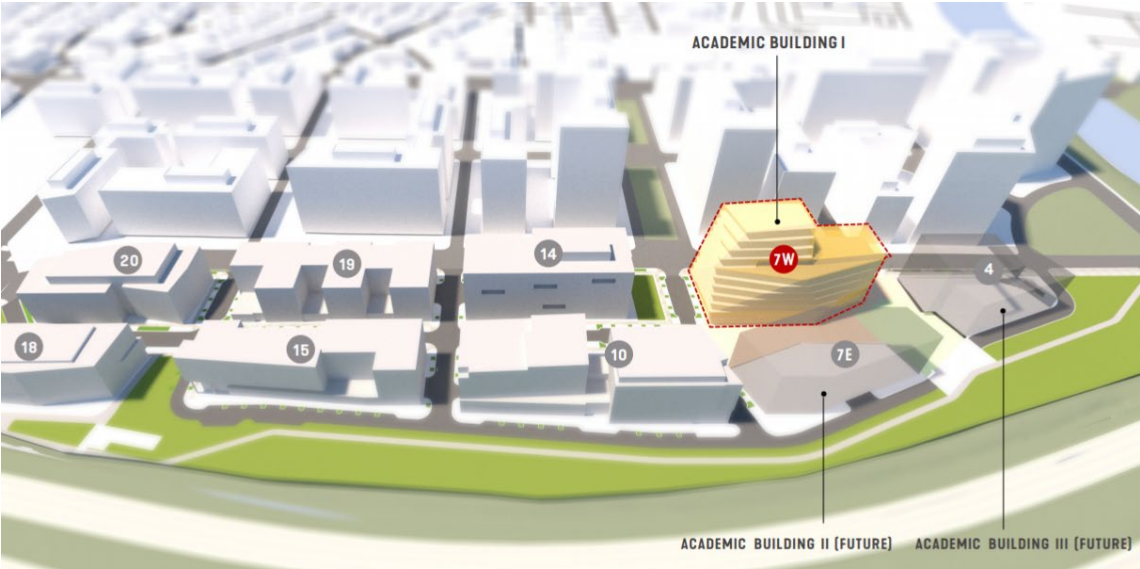 ACADEMIC BUILDING I
20
19
14
7W
4
18
15
10
7E
ACADEMIC BUILDING II (FUTURE)
ACADEMIC BUILDING III (FUTURE)